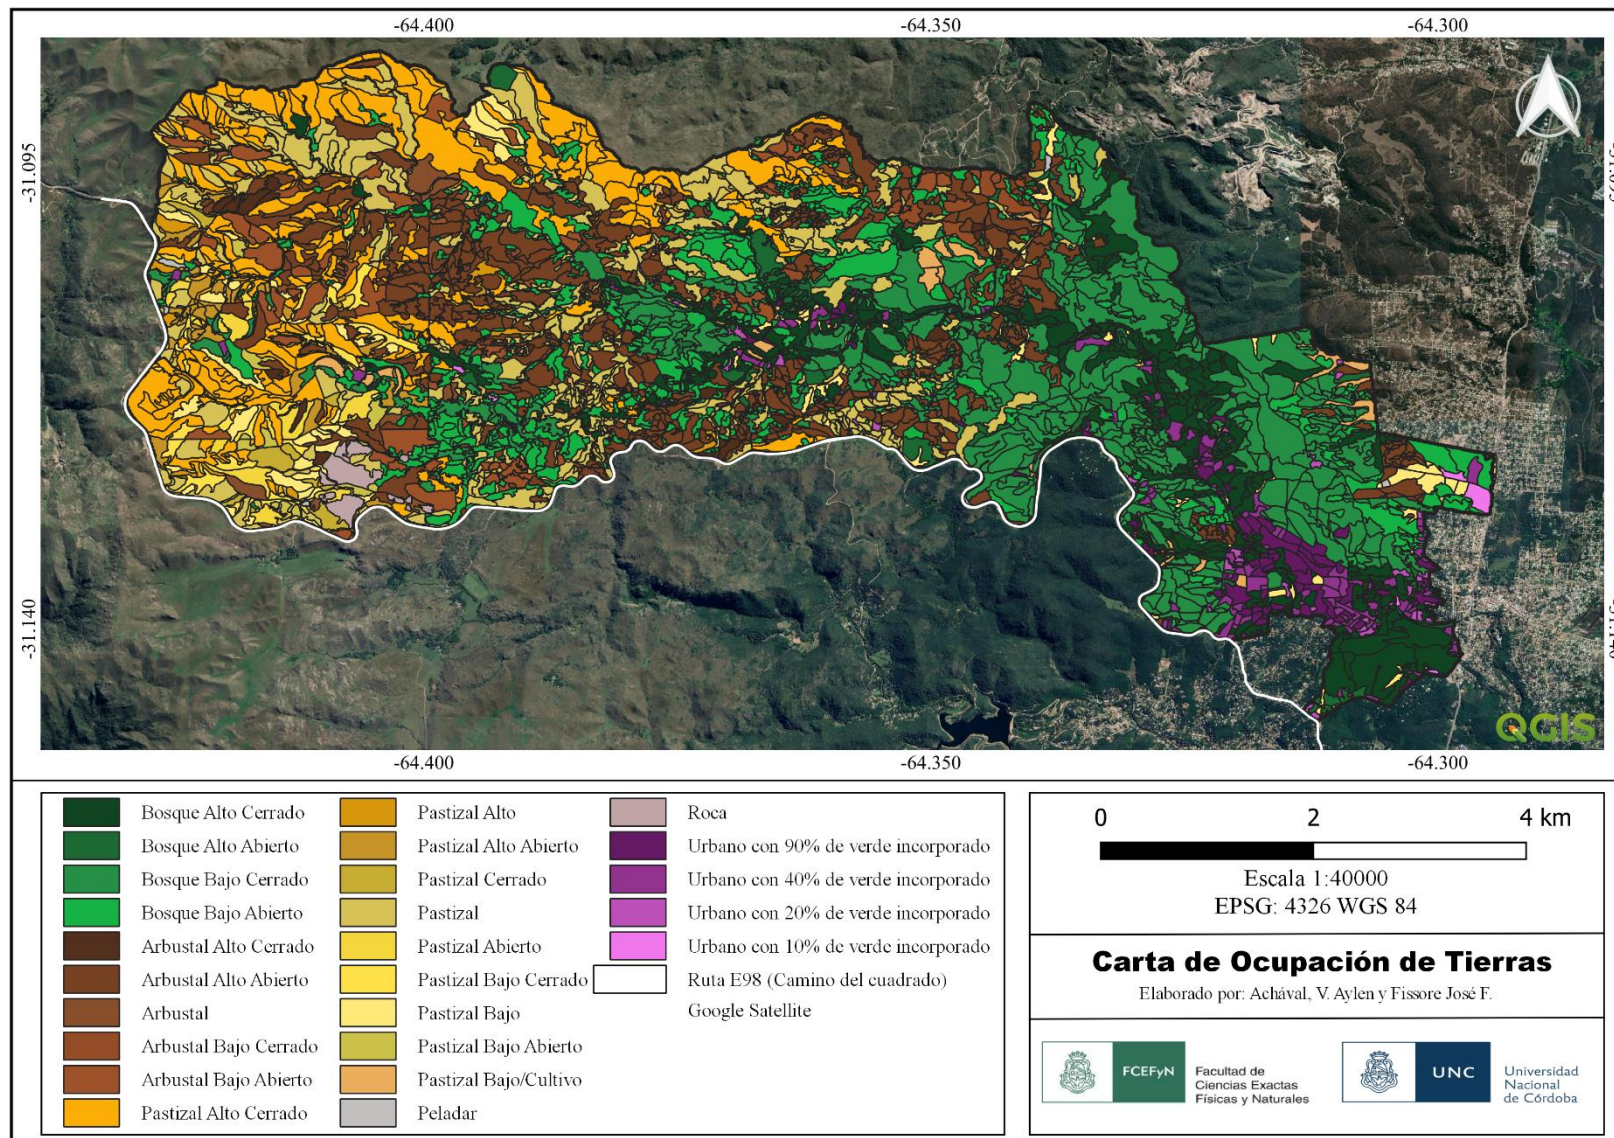 -64.400
-64.350
-64.300
-31.095
-31.095
-31.140
-31.140
QGIS
-64.400
-64.350
-64.300
Bosque Alto Cerrado
Bosque Alto Abierto
Bosque Bajo Cerrado
Bosque Bajo Abierto
Arbustal Alto Cerrado
Arbustal Alto Abierto
Arbustal
Arbustal Bajo Cerrado
Arbustal Bajo Abierto
Pastizal Alto Cerrado
Pastizal Alto
Pastizal Alto Abierto
Pastizal Cerrado
Pastizal
Pastizal Abierto
Pastizal Bajo Cerrado
Pastizal Bajo
Pastizal Bajo Abierto
Pastizal Bajo/Cultivo
Peladar
Roca
Urbano con 90% de verde incorporado
Urbano con 40% de verde incorporado
Urbano con 20% de verde incorporado
Urbano con 10% de verde incorporado
Ruta E98 (Camino del cuadrado)
Google Satellite
0 2 4 km
Escala 1:40000
EPSG: 4326 WGS 84
Carta de Ocupación de Tierras
Elaborado por: Achával, V. Aylen y Fissore José F.
FCEFyN
Facultad de
Ciencias Exactas
Físicas y Naturales
UNC
Universidad
Nacional
de Córdoba